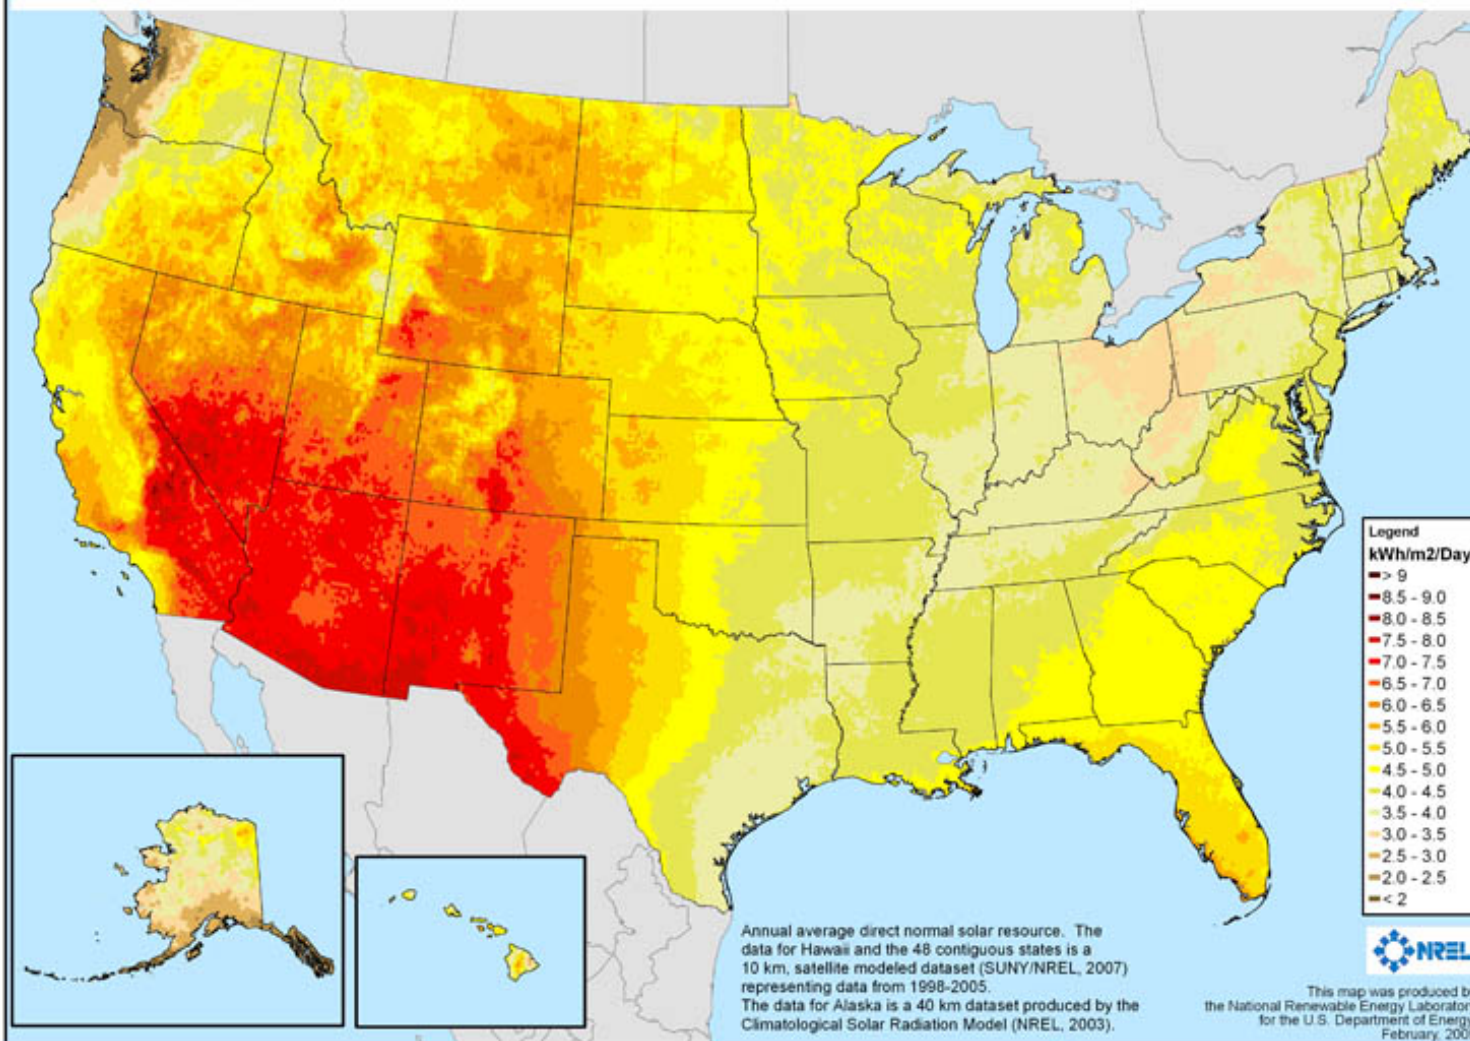 Legend
kWh/m2/Day
> 9
8.5 - 9.0
8.0 - 8.5
7.5 - 8.0
7.0 - 7.5
6.5 - 7.0
6.0 - 6.5
5.5 - 6.0
5.0 - 5.5
4.5 - 5.0
4.0 - 4.5
3.5 - 4.0
3.0 - 3.5
2.5 - 3.0
2.0 - 2.5
< 2
Annual average direct normal solar resource. The
data for Hawaii and the 48 contiguous states is a
10 km, satellite modeled dataset (SUNY/NREL, 2007)
representing data from 1998-2005.
The data for Alaska is a 40 km dataset produced by the
Climatological Solar Radiation Model (NREL, 2003).
NREL
This map was produced b
the National Renewable Energy Laborator
for the U.S. Department of Energy
February, 200